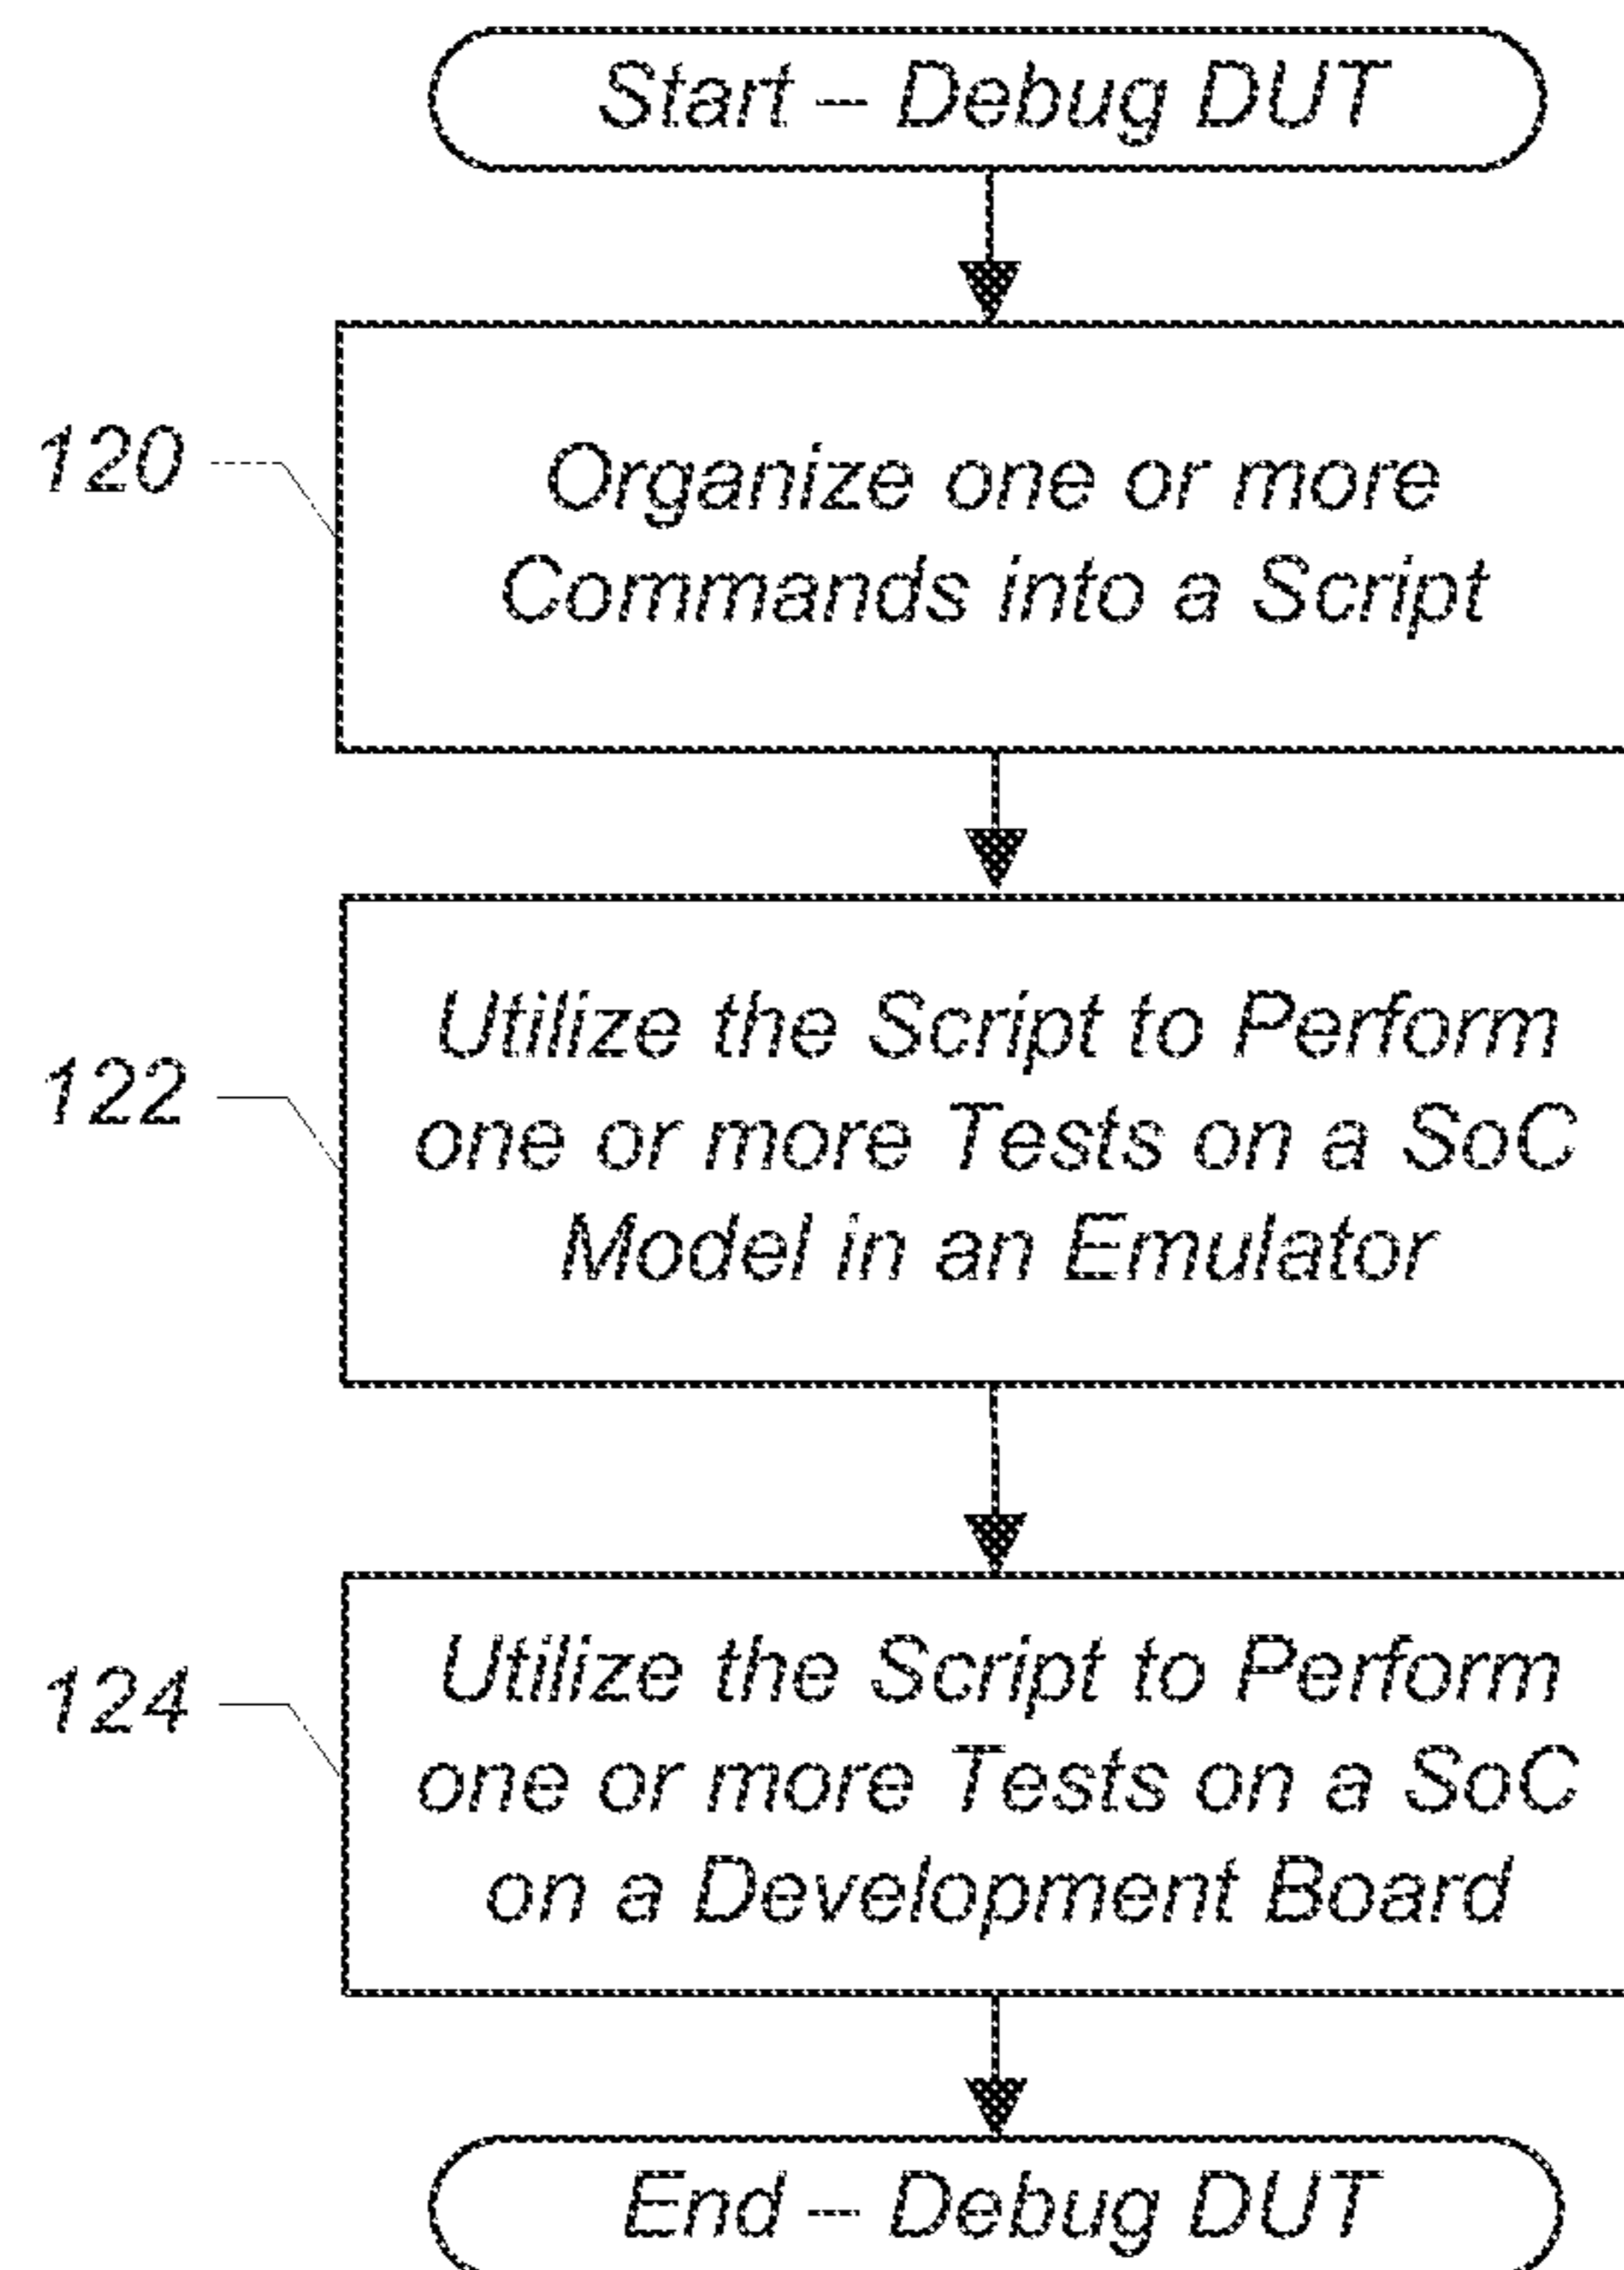 Start – Debug DUT
120
Organize one or more
Commands into a Script
122
Utilize the Script to Perform
one or more Tests on a SoC
Model in an Emulator
124
Utilize the Script to Perform
one or more Tests on a SoC
on a Development Board
End – Debug DUT